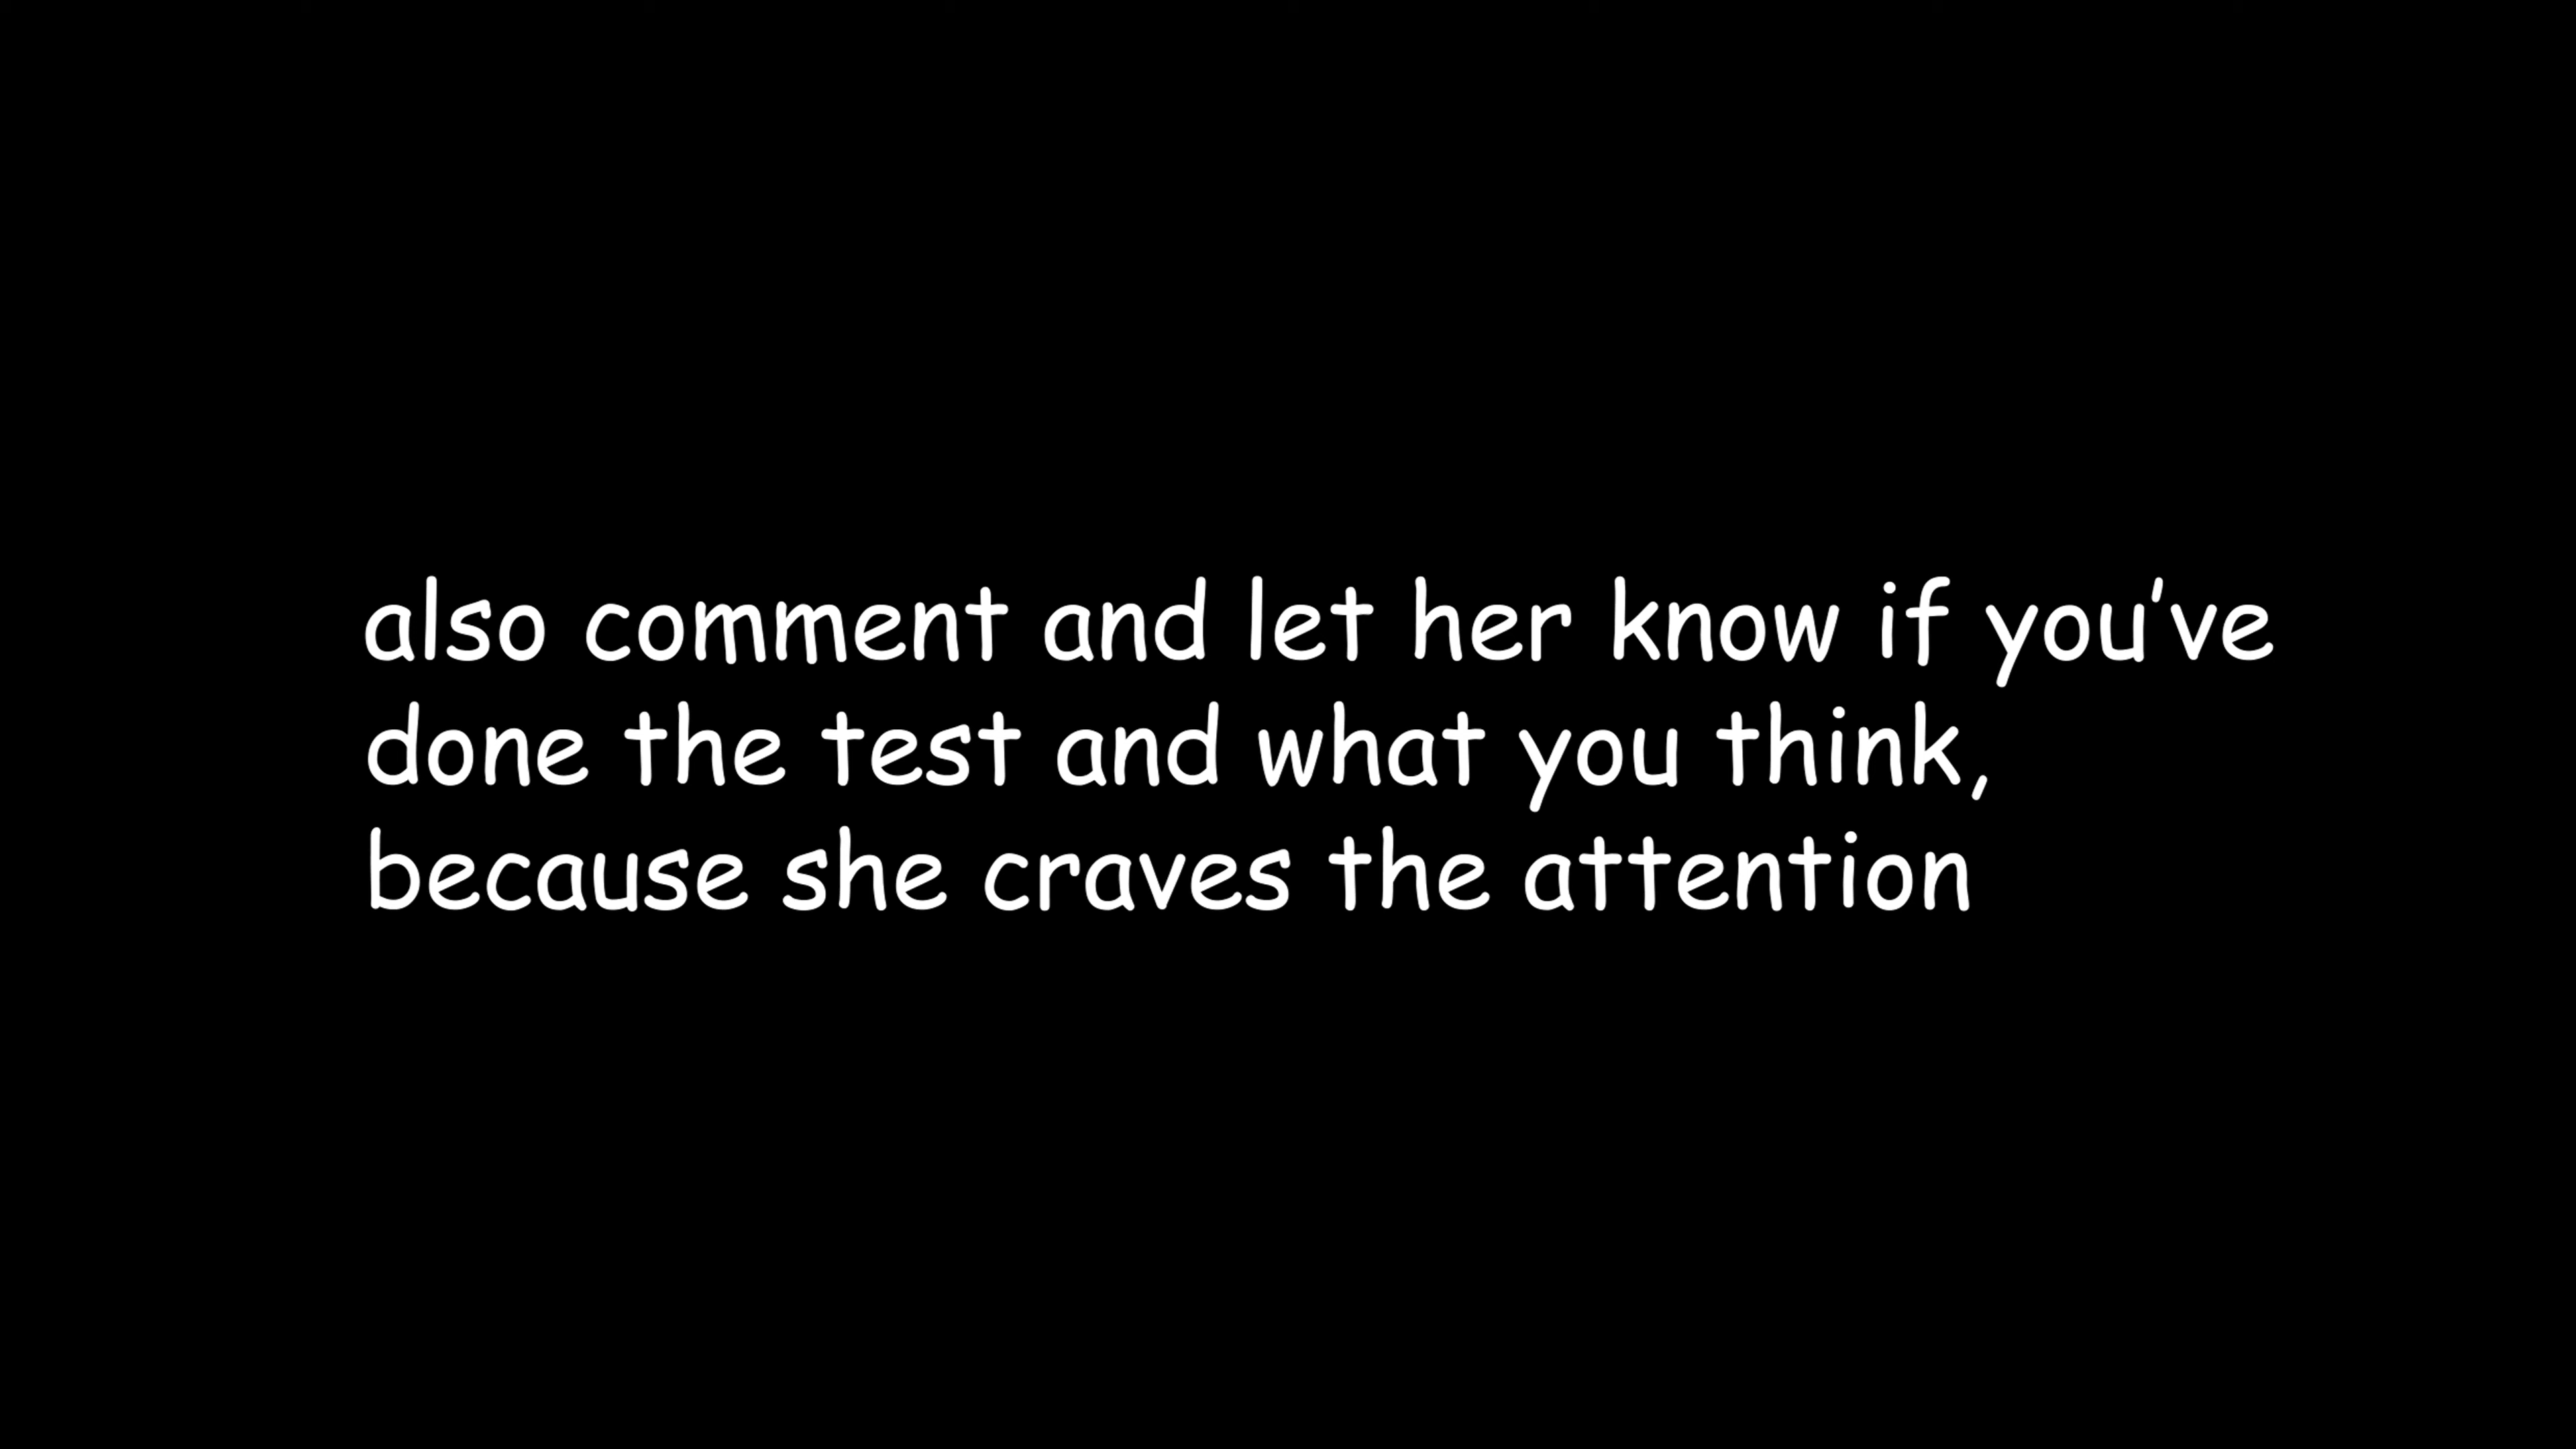 also comment and let her know if you've
done the test and what you think,
because she craves the attention